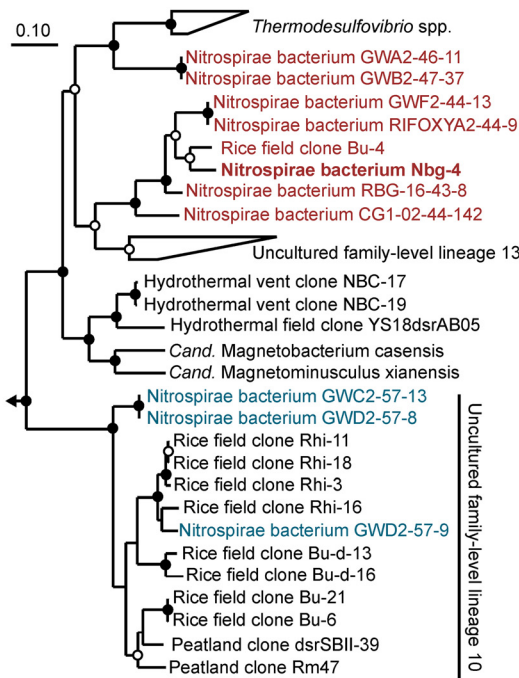 0.10
Thermodesulfovibrio spp.
Nitrospirae bacterium GWA2-46-11
Nitrospirae bacterium GWB2-47-37
Nitrospirae bacterium GWF2-44-13
Nitrospirae bacterium RIFOXYA2-44-9
Rice field clone Bu-4
Nitrospirae bacterium Nbg-4
Nitrospirae bacterium RBG-16-43-8
Nitrospirae bacterium CG1-02-44-142
Uncultured family-level lineage 13
Hydrothermal vent clone NBC-17
Hydrothermal vent clone NBC-19
Hydrothermal field clone YS18dsrAB05
Cand. Magnetobacterium casensis
Cand. Magnetominusculus xianensis
Nitrospirae bacterium GWC2-57-13
Nitrospirae bacterium GWD2-57-8
Rice field clone Rhi-11
Rice field clone Rhi-18
Rice field clone Rhi-3
Rice field clone Rhi-16
Nitrospirae bacterium GWD2-57-9
Rice field clone Bu-d-13
Rice field clone Bu-d-16
Rice field clone Bu-21
Rice field clone Bu-6
Peatland clone dsrSBII-39
Peatland clone Rm47
Uncultured family-level lineage 10